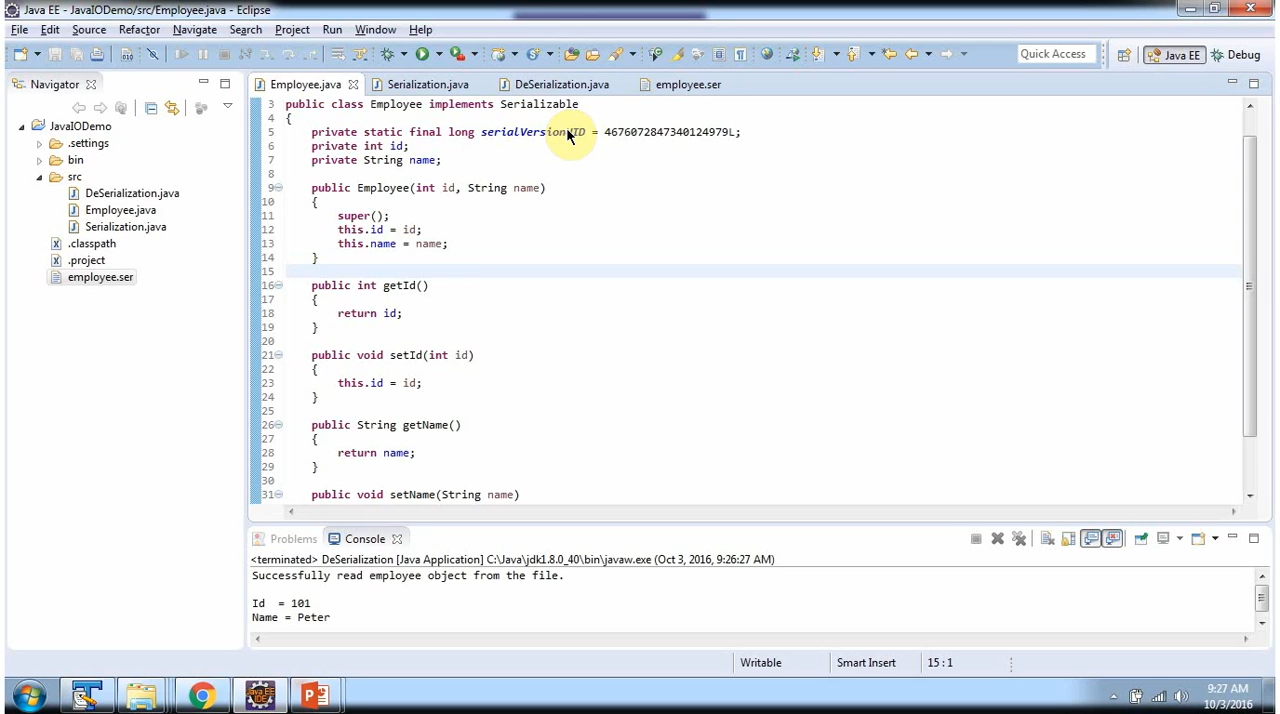 Java EE - JavaIODemo/src/Employee.java - Eclipse
File Edit Source Refactor Navigate Search Project Run Window Help
Quick Access Java EE Debug
Navigator
Employee.java Serialization.java DeSerialization.java employee.ser
JavaIODemo
.settings
bin
src
DeSerialization.java
Employee.java
Serialization.java
.classpath
.project
employee.ser
3 public class Employee implements Serializable
4 {
5 private static final long serialVersionUID = 4676072847340124979L;
6 private int id;
7 private String name;
8
9 public Employee(int id, String name)
10 {
11 super();
12 this.id = id;
13 this.name = name;
14 }
15
16 public int getId()
17 {
18 return id;
19 }
20
21 public void setId(int id)
22 {
23 this.id = id;
24 }
25
26 public String getName()
27 {
28 return name;
29 }
30
31 public void setName(String name)
Problems Console
<terminated> DeSerialization [Java Application] C:\Java\jdk1.8.0_40\bin\javaw.exe (Oct 3, 2016, 9:26:27 AM)
Successfully read employee object from the file.
Id = 101
Name = Peter
Writable Smart Insert 15 : 1
Java EE
IDE
9:27 AM
10/3/2016